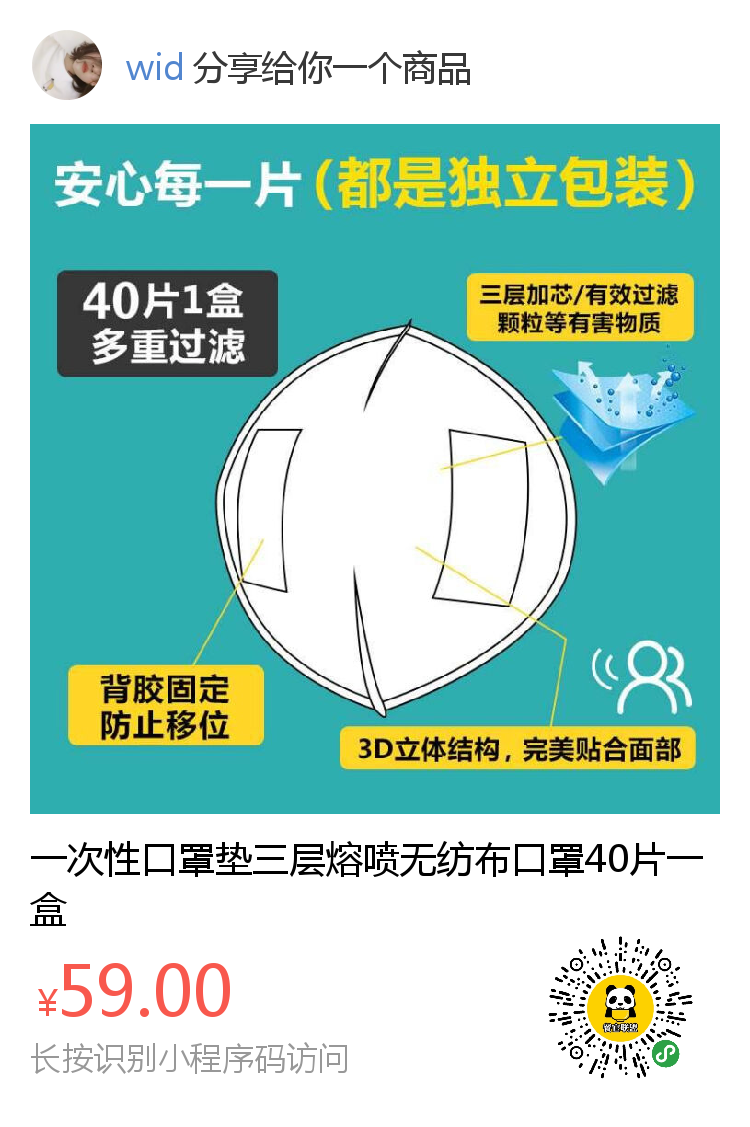 wid 分享给你一个商品
安心每一片(都是独立包装)
40片1盒
多重过滤
三层加芯/有效过滤
颗粒等有害物质
背胶固定
防止移位
3D立体结构，完美贴合面部
一次性口罩垫三层熔喷无纺布口罩40片一
盒
¥59.00
长按识别小程序码访问